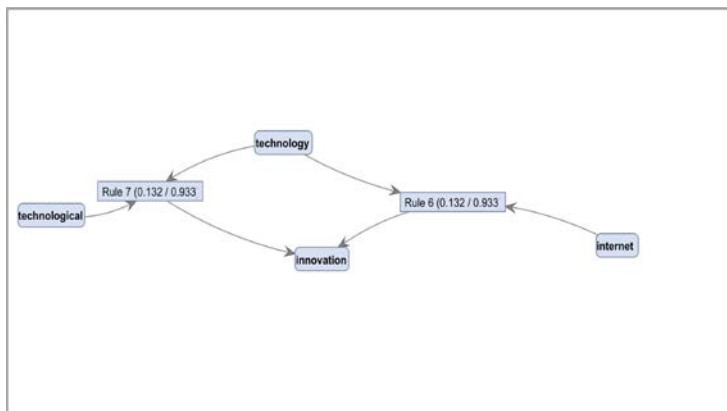 technology
Rule 7 (0.132 / 0.933
Rule 6 (0.132 / 0.933
technological
innovation
internet